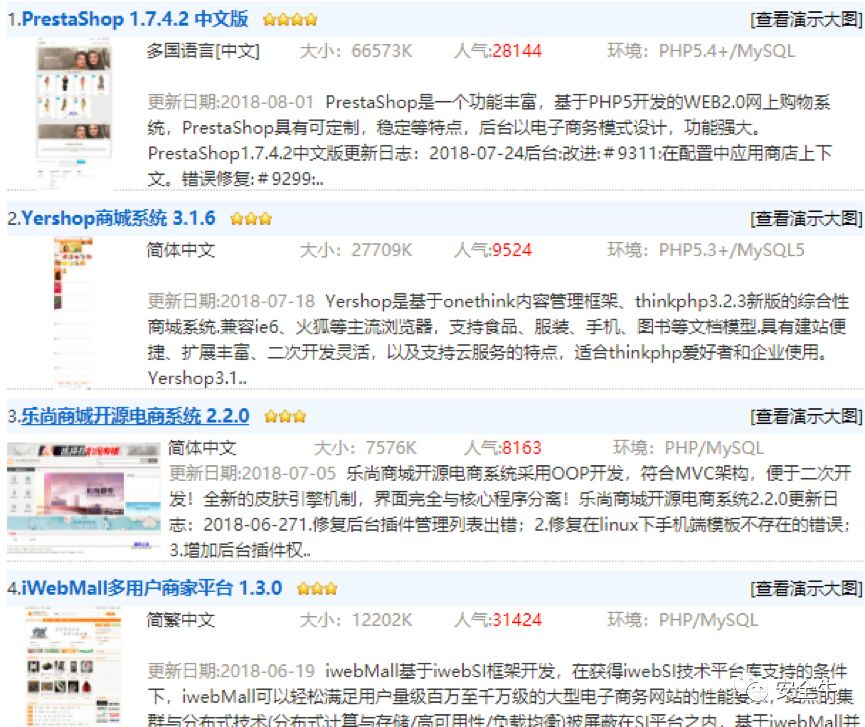 1.PrestaShop 1.7.4.2 中文版
[查看演示大图]
多国语言[中文] 大小：66573K 人气:28144 环境：PHP5.4+/MySQL
更新日期:2018-08-01 PrestaShop是一个功能丰富，基于PHP5开发的WEB2.0网上购物系
统，PrestaShop具有可定制，稳定等特点，后台以电子商务模式设计，功能强大。
PrestaShop1.7.4.2中文版更新日志：2018-07-24后台:改进:＃9311:在配置中应用商店上下
文。错误修复:＃9299:..
2.Yershop商城系统 3.1.6
[查看演示大图]
简体中文 大小：27709K 人气:9524 环境：PHP5.3+/MySQL5
更新日期:2018-07-18 Yershop是基于onethink内容管理框架、thinkphp3.2.3新版的综合性
商城系统.兼容ie6、火狐等主流浏览器，支持食品、服装、手机、图书等文档模型.具有建站便
捷、扩展丰富、二次开发灵活，以及支持云服务的特点，适合thinkphp爱好者和企业使用。
Yershop3.1..
3.乐尚商城开源电商系统 2.2.0
[查看演示大图]
简体中文 大小：7576K 人气:8163 环境：PHP/MySQL
更新日期:2018-07-05 乐尚商城开源电商系统采用OOP开发，符合MVC架构，便于二次开
发！全新的皮肤引擎机制，界面完全与核心程序分离！乐尚商城开源电商系统2.2.0更新日
志：2018-06-271.修复后台插件管理列表出错；2.修复在linux下手机端模板不存在的错误；
3.增加后台插件权..
4.iWebMall多用户商家平台 1.3.0
[查看演示大图]
简繁中文 大小：12202K 人气:31424 环境：PHP/MySQL
更新日期:2018-06-19 iwebMall基于iwebSI框架开发，在获得iwebSI技术平台库支持的条件
下，iwebMall可以轻松满足用户量级百万至千万级的大型电子商务网站的性能要求，站点的集
群与分布式技术(分布式计算与存储/高可用性/负载均衡)被屏蔽在SI平台之内，基于iwebMall并
安全牛